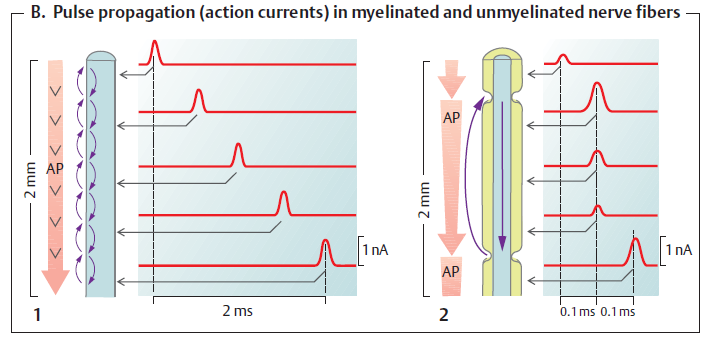 B. Pulse propagation (action currents) in myelinated and unmyelinated nerve fibers
2 mm
AP
1 nA
2 ms
1
2 mm
AP
AP
1 nA
0.1 ms 0.1 ms
2